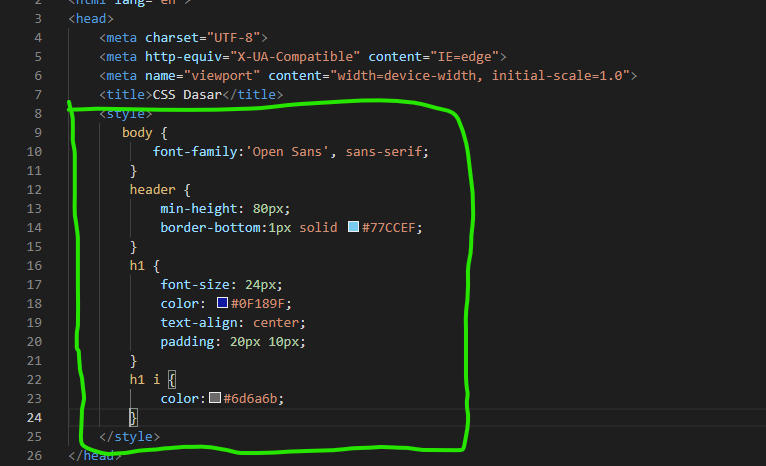 2 <html lang="en">
3 <head>
4 <meta charset="UTF-8">
5 <meta http-equiv="X-UA-Compatible" content="IE=edge">
6 <meta name="viewport" content="width=device-width, initial-scale=1.0">
7 <title>CSS Dasar</title>
8 <style>
9 body {
10 font-family:'Open Sans', sans-serif;
11 }
12 header {
13 min-height: 80px;
14 border-bottom:1px solid #77CCEF;
15 }
16 h1 {
17 font-size: 24px;
18 color: #0F189F;
19 text-align: center;
20 padding: 20px 10px;
21 }
22 h1 i {
23 color:#6d6a6b;
24 }
25 </style>
26 </head>